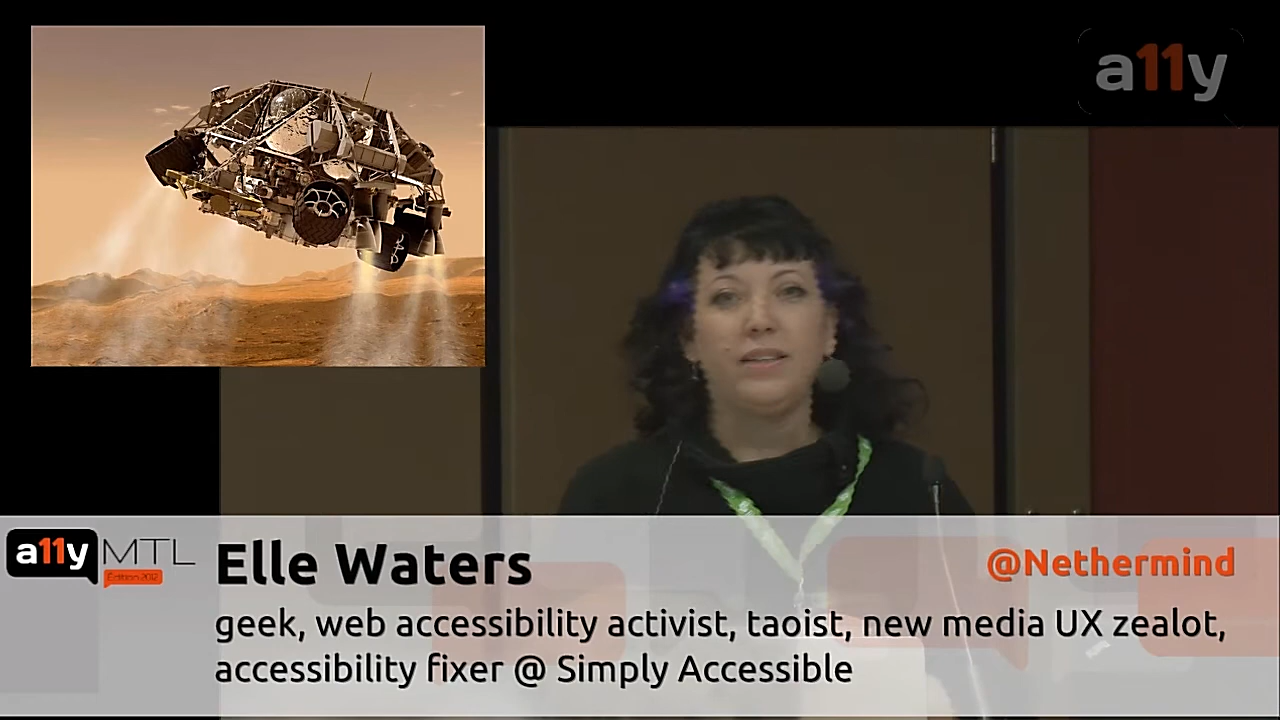 a11y
a11y MTL
Édition 2012
Elle Waters
@Nethermind
geek, web accessibility activist, taoist, new media UX zealot,
accessibility fixer @ Simply Accessible